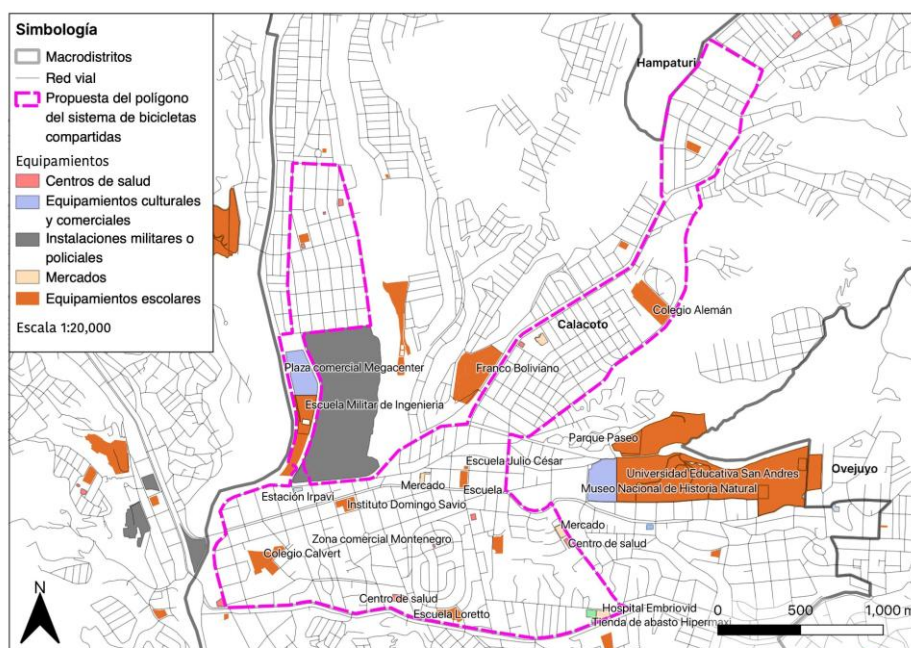 Simbología
Macrodistritos
Red vial
Propuesta del polígono
del sistema de bicicletas
compartidas
Equipamientos
Centros de salud
Equipamientos culturales
y comerciales
Instalaciones militares o
policiales
Mercados
Equipamientos escolares
Escala 1:20,000
Hampaturi
Calacoto
Colegio Alemán
Plaza comercial Megacenter
Franco Boliviano
Escuela Militar de Ingenieria
Parque Paseo
Escuela Julio César
Universidad Educativa San Andres
Ovejuyo
Mercado
Escuela
Museo Nacional de Historia Natural
Estación Irpavi
Instituto Domingo Savio
Mercado
Zona comercial Montenegro
Centro de salud
Colegio Calvert
Centro de salud
Escuela Loretto
Hospital Embriovid
Tienda de abasto Hipermaxi
N
0 500 1,000 m